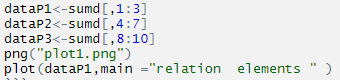 dataP1<-sumd[,1:3]
dataP2<-sumd[,4:7]
dataP3<-sumd[,8:10]
png("plot1.png")
plot(dataP1,main ="relation  elements " )
```